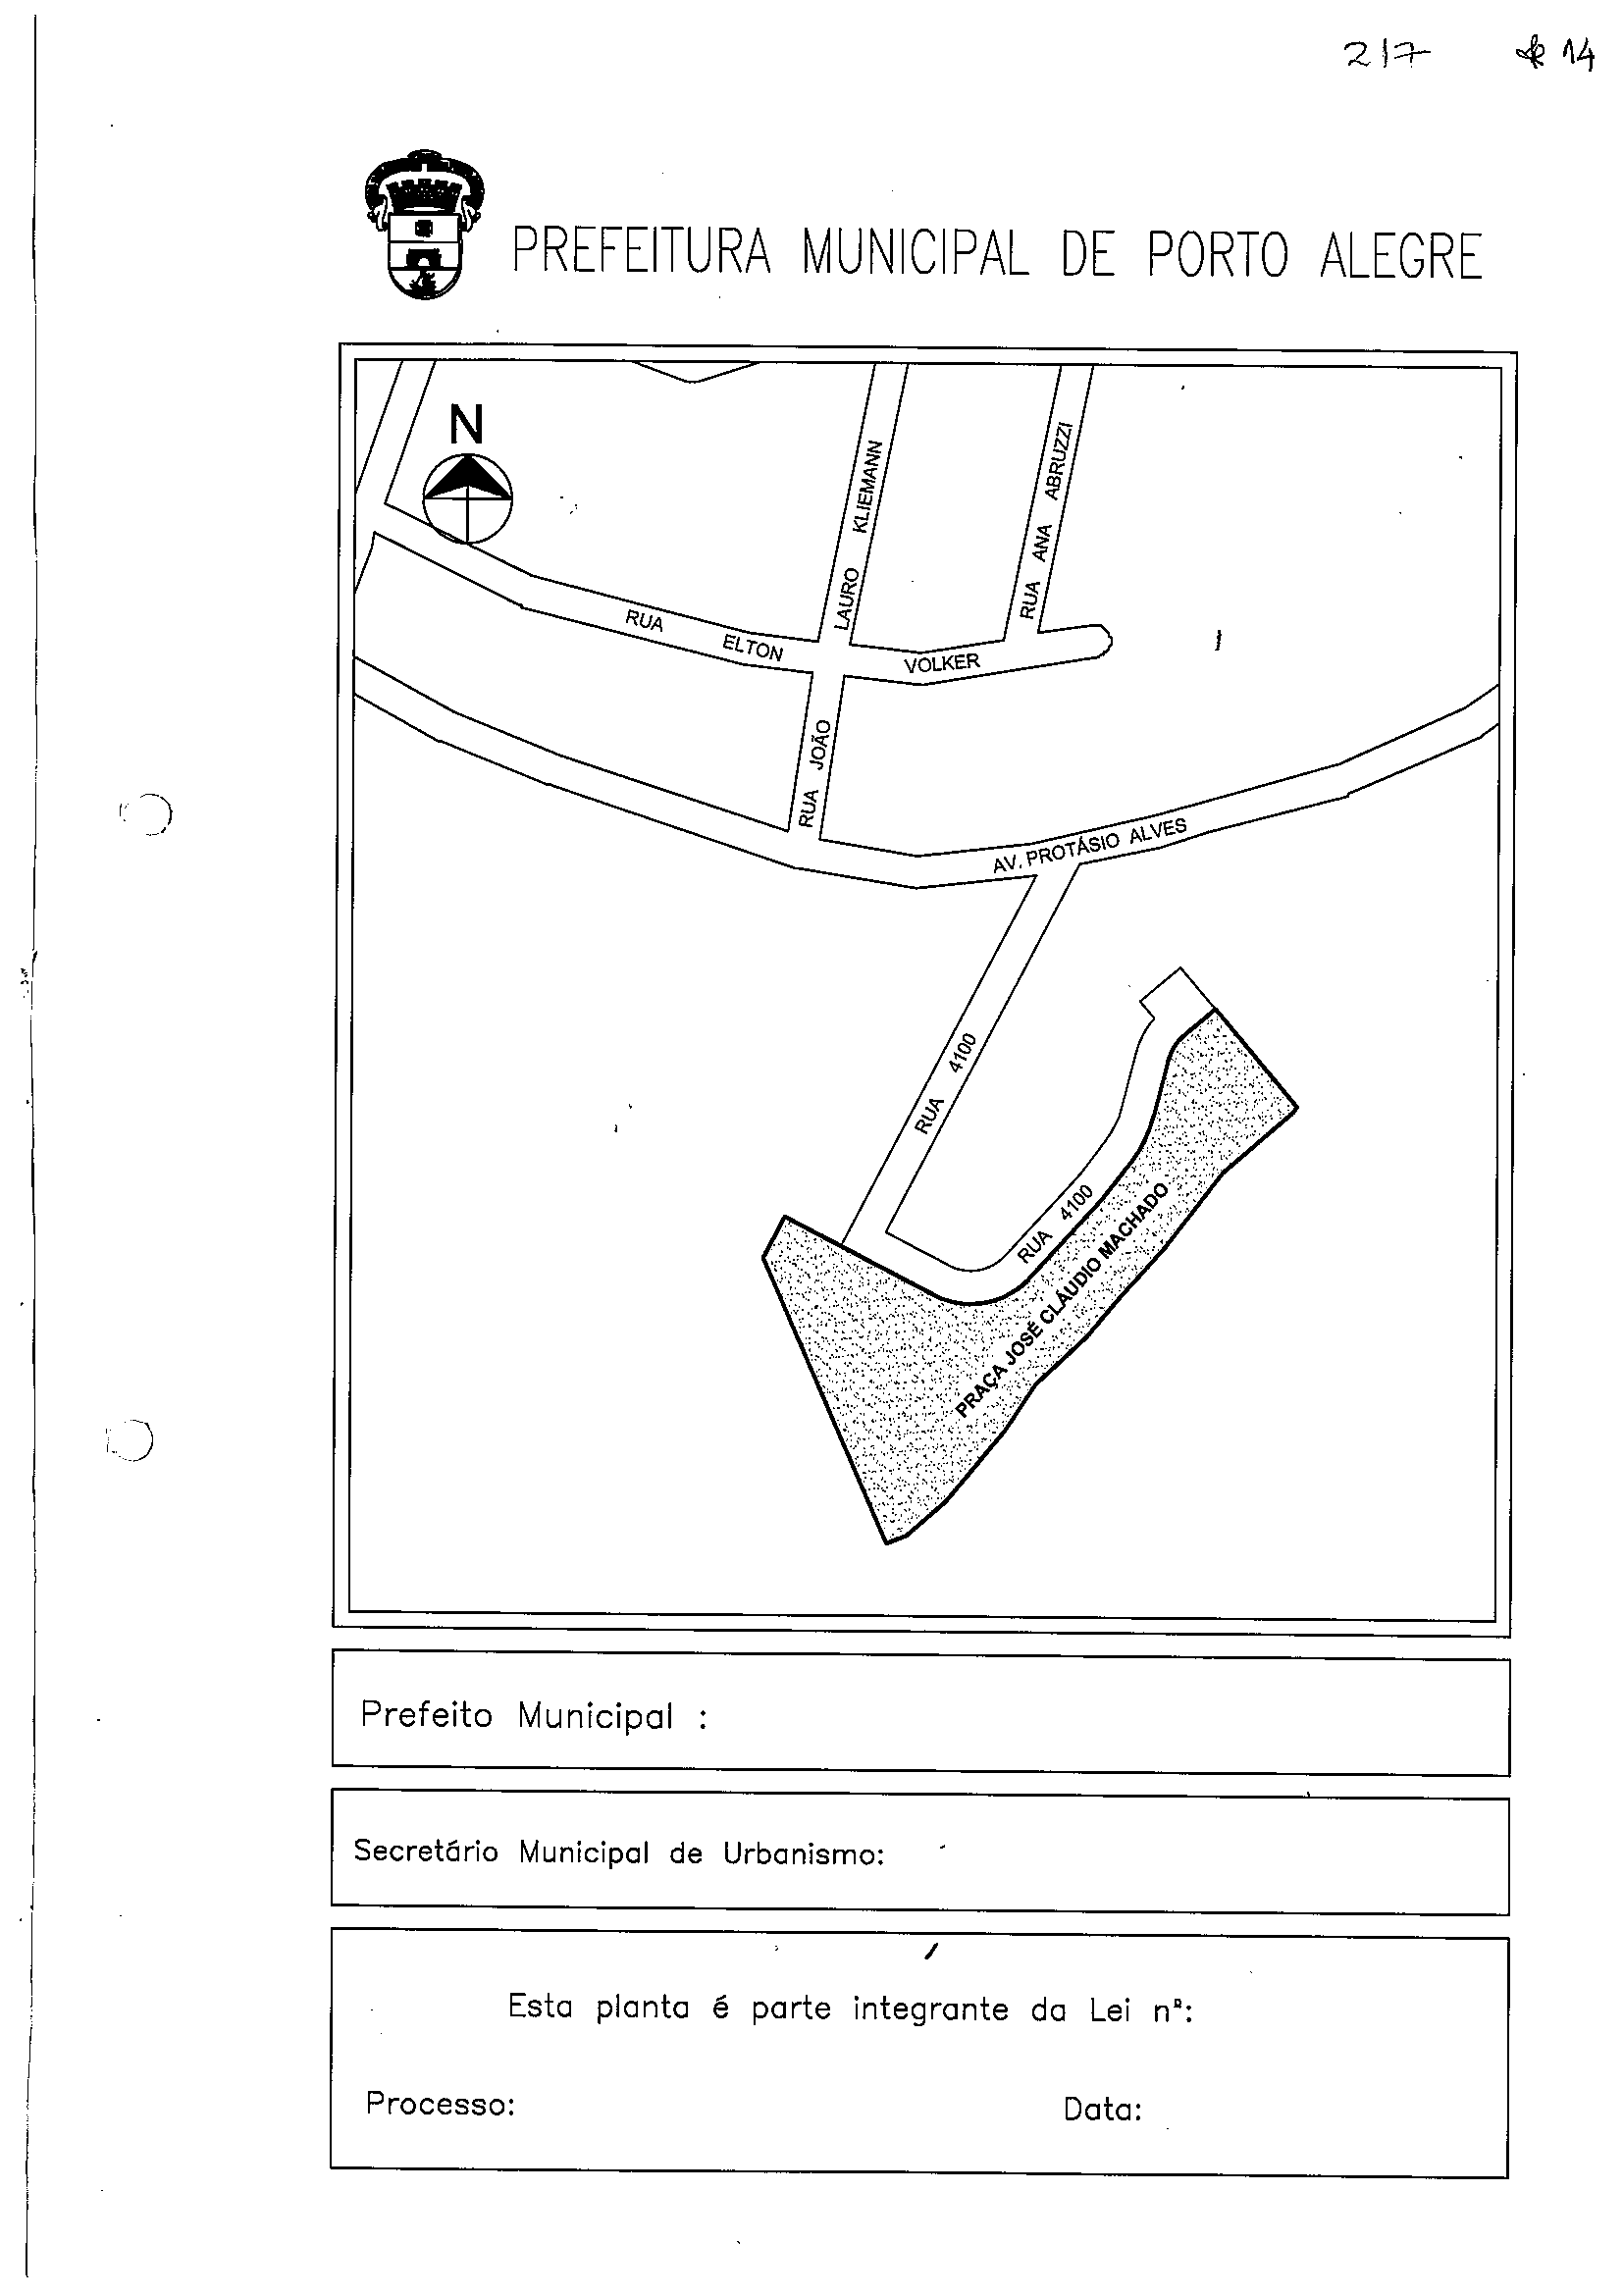 217 14
PREFEITURA MUNICIPAL DE PORTO ALEGRE
N
RUA JOÃO LAURO KLIEMANN
RUA ANA ABRUZZI
RUA ELTON VOLKER
AV. PROTÁSIO ALVES
RUA 4100
RUA 4100
PRAÇA JOSÉ CLÁUDIO MACHADO
Prefeito Municipal :
Secretário Municipal de Urbanismo:
Esta planta é parte integrante da Lei nº:
Processo: Data: